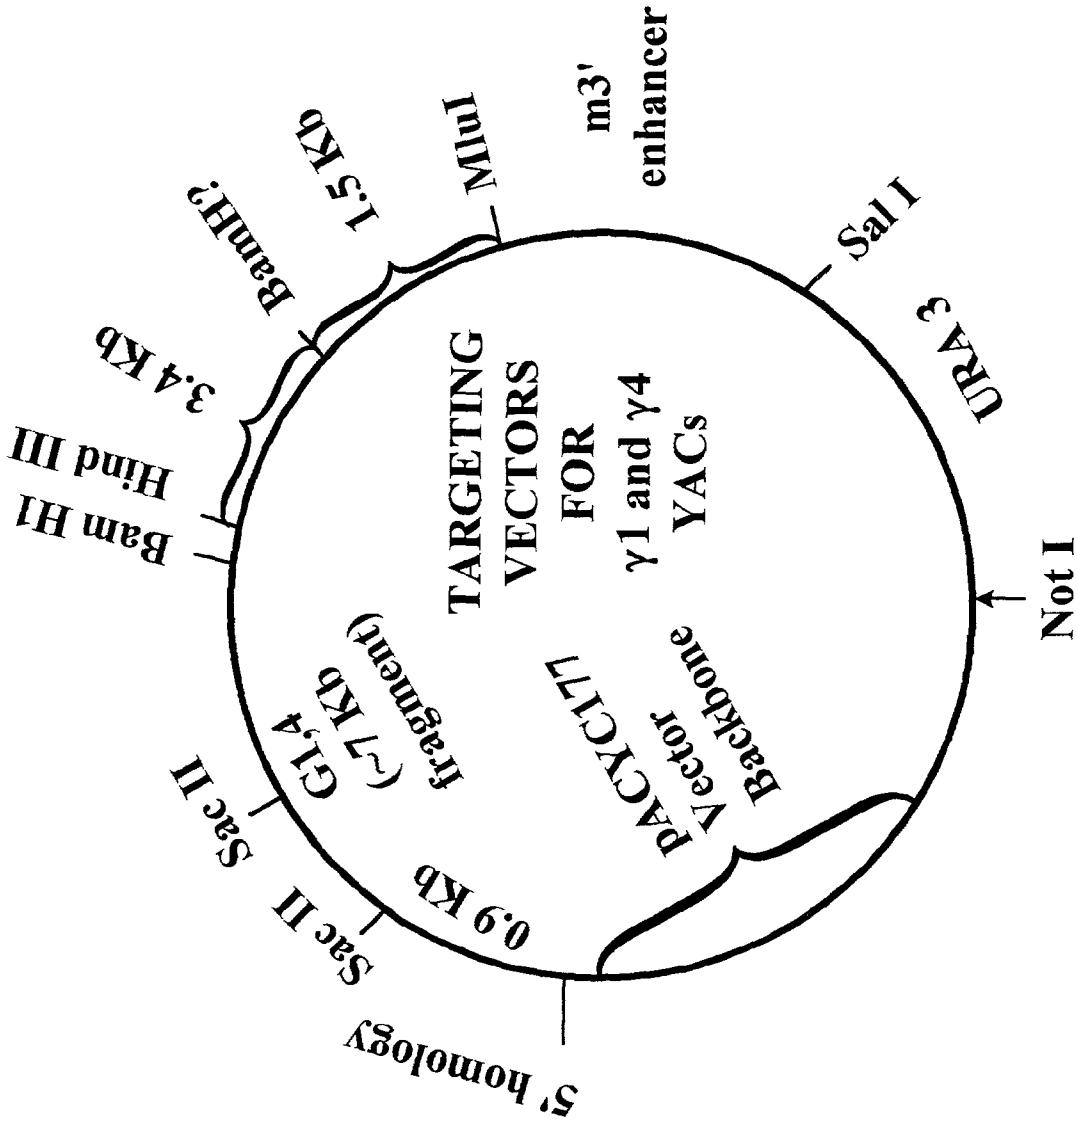 TARGETING
VECTORS
FOR
γ1 and γ4
YACs
5' homology
0.9 Kb
Sac II
Sac II
G1,4
(~7 Kb
fragment)
Bam H1
Hind III
3.4 Kb
BamH?
1.5 Kb
MluI
m3'
enhancer
Sal I
URA 3
Not I
pACYC177
Vector
Backbone